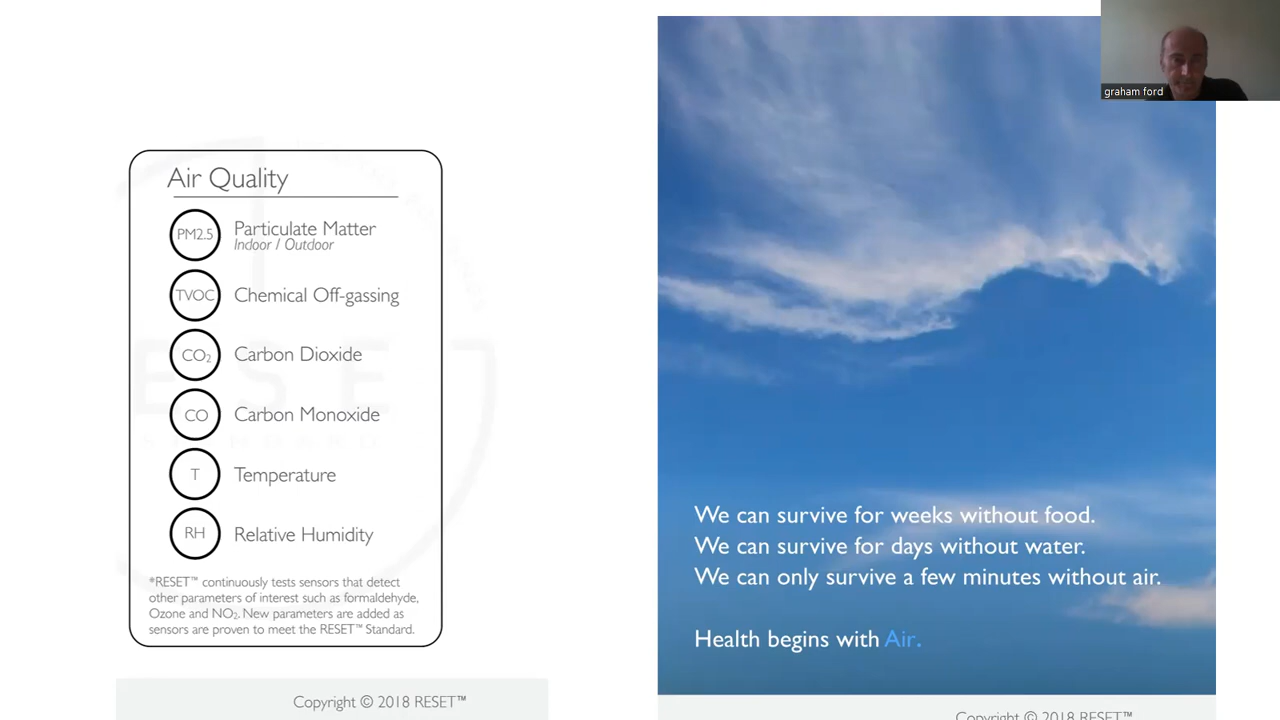 graham ford
Air Quality
PM2.5
Particulate Matter
Indoor / Outdoor
TVOC
Chemical Off-gassing
CO₂
Carbon Dioxide
CO
Carbon Monoxide
T
Temperature
RH
Relative Humidity
*RESET™ continuously tests sensors that detect
other parameters of interest such as formaldehyde,
Ozone and NO₂. New parameters are added as
sensors are proven to meet the RESET™ Standard.
Copyright © 2018 RESET™
We can survive for weeks without food.
We can survive for days without water.
We can only survive a few minutes without air.
Health begins with Air.
Copyright © 2018 RESET™